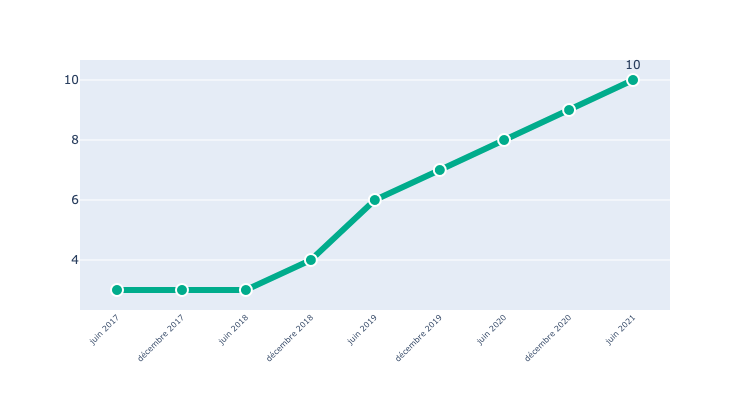 10
10
8
6
4
juin 2017
décembre 2017
juin 2018
décembre 2018
juin 2019
décembre 2019
juin 2020
décembre 2020
juin 2021